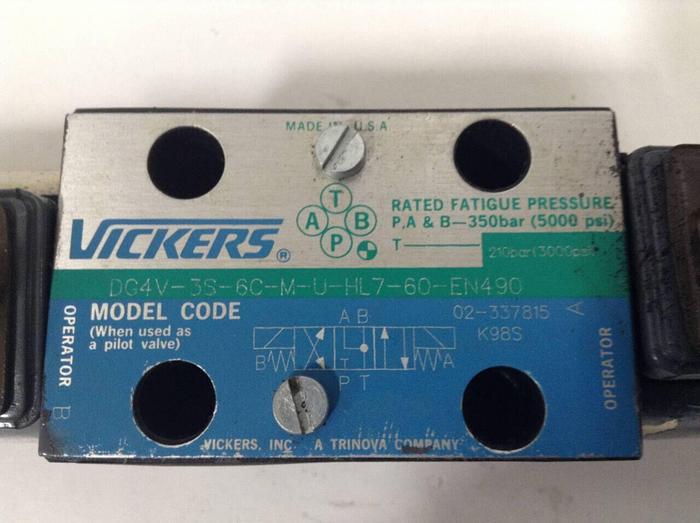 MADE IN U.S.A
VICKERS®
T
A B
P
RATED FATIGUE PRESSURE
P,A & B—350bar (5000 psi)
T 210bar(3000psi)
DG4V-3S-6C-M-U-HL7-60-EN490
MODEL CODE
(When used as
a pilot valve)
02-337815
K98S
OPERATOR B
A B
B T A
P T
OPERATOR A
VICKERS, INC. A TRINOVA COMPANY